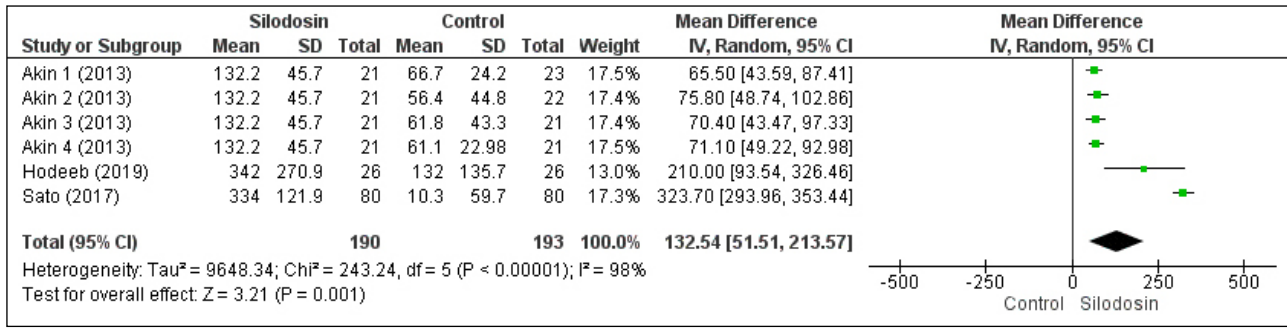 Silodosin Control Mean Difference Mean Difference
Study or Subgroup Mean SD Total Mean SD Total Weight IV, Random, 95% CI IV, Random, 95% CI
Akin 1 (2013) 132.2 45.7 21 66.7 24.2 23 17.5% 65.50 [43.59, 87.41]
Akin 2 (2013) 132.2 45.7 21 56.4 44.8 22 17.4% 75.80 [48.74, 102.86]
Akin 3 (2013) 132.2 45.7 21 61.8 43.3 21 17.4% 70.40 [43.47, 97.33]
Akin 4 (2013) 132.2 45.7 21 61.1 22.98 21 17.5% 71.10 [49.22, 92.98]
Hodeeb (2019) 342 270.9 26 132 135.7 26 13.0% 210.00 [93.54, 326.46]
Sato (2017) 334 121.9 80 10.3 59.7 80 17.3% 323.70 [293.96, 353.44]
Total (95% CI) 190 193 100.0% 132.54 [51.51, 213.57]
Heterogeneity: Tau² = 9648.34; Chi² = 243.24, df = 5 (P < 0.00001); I² = 98%
Test for overall effect: Z = 3.21 (P = 0.001)
-500 -250 0 250 500
Control Silodosin